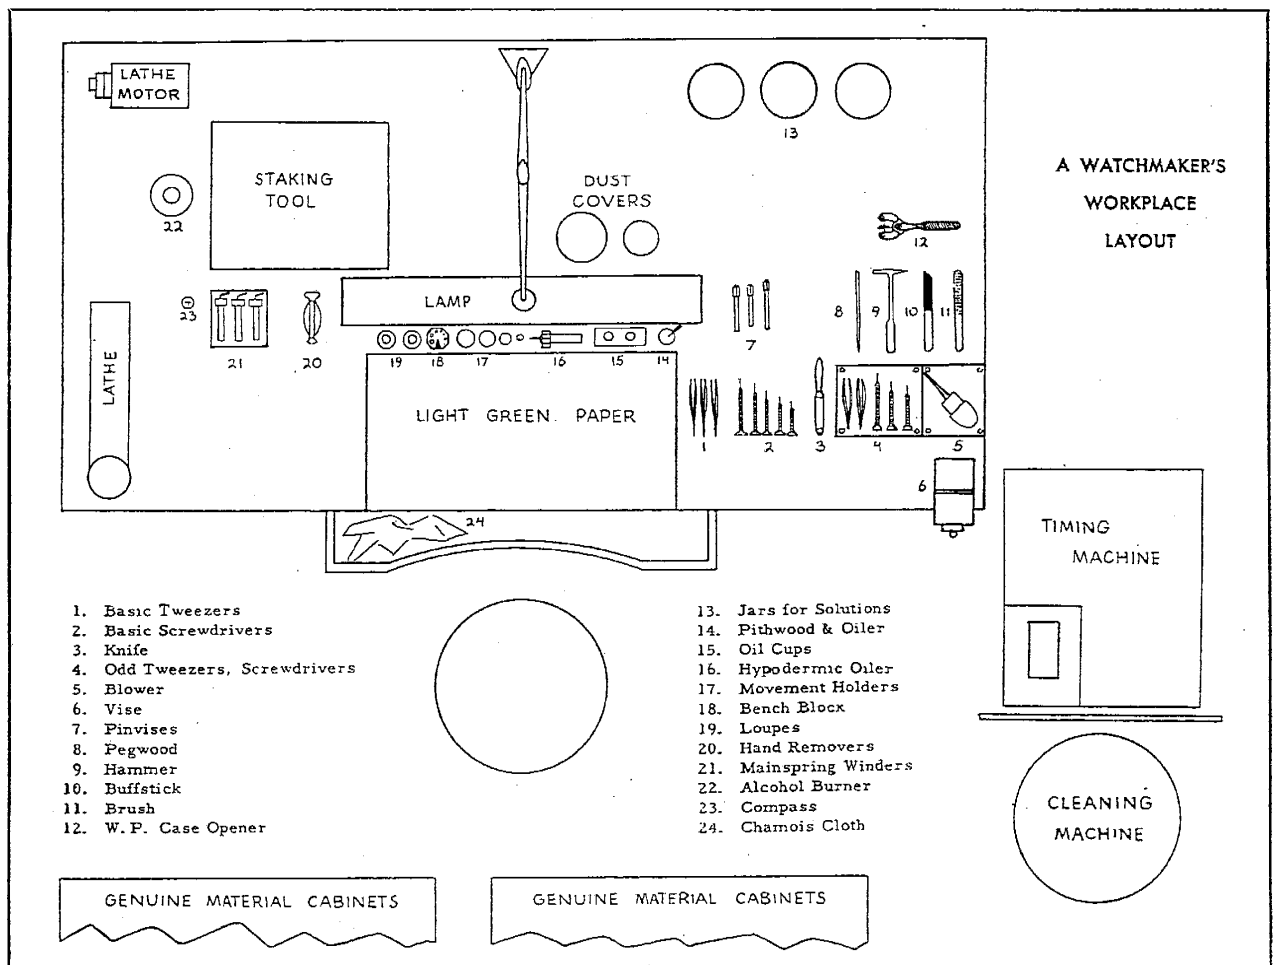 LATHE
MOTOR
13
A WATCHMAKER'S
WORKPLACE
LAYOUT
STAKING
TOOL
DUST
COVERS
22
12
LAMP
23
21
20
8
9
10
11
7
19
18
17
16
15
14
LATHE
LIGHT GREEN. PAPER
1
2
3
4
5
6
24
TIMING
MACHINE
1. Basic Tweezers
2. Basic Screwdrivers
3. Knife
4. Odd Tweezers, Screwdrivers
5. Blower
6. Vise
7. Pinvises
8. Pegwood
9. Hammer
10. Buffstick
11. Brush
12. W.P. Case Opener
13. Jars for Solutions
14. Pithwood & Oiler
15. Oil Cups
16. Hypodermic Oiler
17. Movement Holders
18. Bench Blocx
19. Loupes
20. Hand Removers
21. Mainspring Winders
22. Alcohol Burner
23. Compass
24. Chamois Cloth
CLEANING
MACHINE
GENUINE MATERIAL CABINETS
GENUINE MATERIAL CABINETS